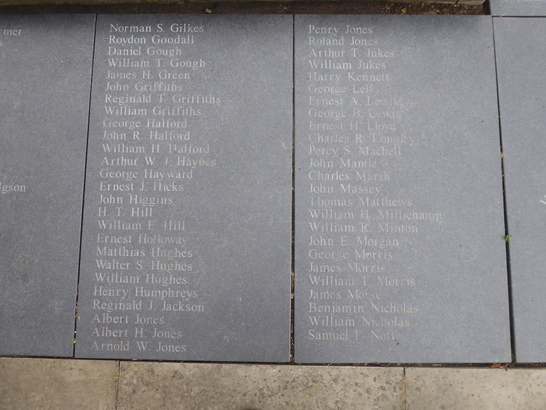 rmer
dgson
Norman S. Gilkes
Roydon Goodall
Daniel Gough
William T. Gough
James H. Green
John Griffiths
Reginald T. Griffiths
William Griffiths
George Halford
John R. Halford
William H. Halford
Arthur W. J. Haynes
George Hayward
Ernest J. Hicks
John Higgins
H. T. Hill
William E. Hill
Ernest Holloway
Matthias Hughes
Walter S. Hughes
William Hughes
Henry Humphreys
Reginald J. Jackson
Albert Jones
Albert H. Jones
Arnold W. Jones
Penry Jones
Roland Jones
Arthur T. Jukes
William Jukes
Harry Kennett
George Lello
Ernest A. Lewis
George B. Lewis
Ernest H. Lloyd
Charles R.
Percy S. Machell
John Mantle
Charles Marsh
John Massey
Thomas Matthews
William H. Millichamp
William R. Minton
John E. Morgan
George Morris
James Morris
William T. Morris
James Morse
Benjamin Nicholas
William Nicholas
Samuel F.